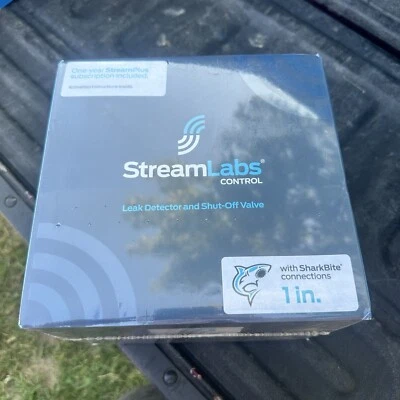 One year StreamPlus
subscription included.
StreamLabs®
CONTROL
Leak Detector and Shut-Off Valve
with SharkBite®
connections
1 in.